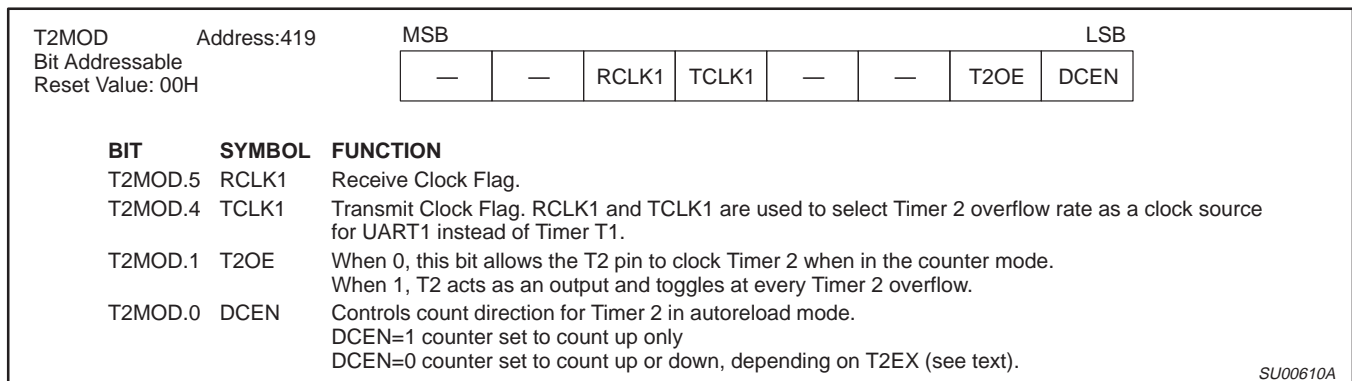 T2MOD Address:419 MSB LSB
Bit Addressable
Reset Value: 00H
— — RCLK1 TCLK1 — — T2OE DCEN
BIT SYMBOL FUNCTION
T2MOD.5 RCLK1 Receive Clock Flag.
T2MOD.4 TCLK1 Transmit Clock Flag. RCLK1 and TCLK1 are used to select Timer 2 overflow rate as a clock source
for UART1 instead of Timer T1.
T2MOD.1 T2OE When 0, this bit allows the T2 pin to clock Timer 2 when in the counter mode.
When 1, T2 acts as an output and toggles at every Timer 2 overflow.
T2MOD.0 DCEN Controls count direction for Timer 2 in autoreload mode.
DCEN=1 counter set to count up only
DCEN=0 counter set to count up or down, depending on T2EX (see text).
SU00610A